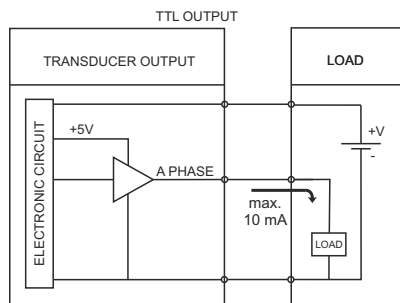 TTL OUTPUT
TRANSDUCER OUTPUT
LOAD
ELECTRONIC CIRCUIT
+5V
A PHASE
max.
10 mA
+V
-
LOAD